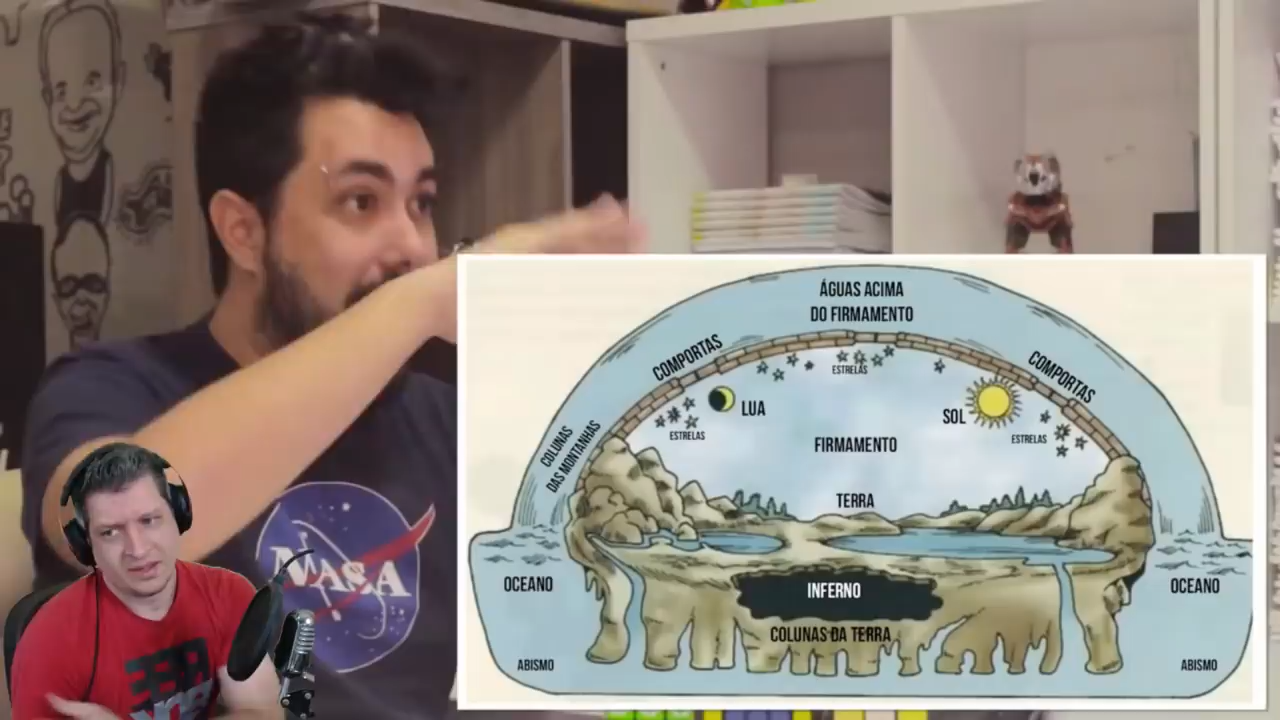 ÁGUAS ACIMA
DO FIRMAMENTO
COMPORTAS
COMPORTAS
ESTRELAS
LUA
SOL
COLUNAS
DAS MONTANHAS
ESTRELAS
ESTRELAS
FIRMAMENTO
TERRA
NASA
OCEANO
INFERNO
OCEANO
COLUNAS DA TERRA
ABISMO
ABISMO